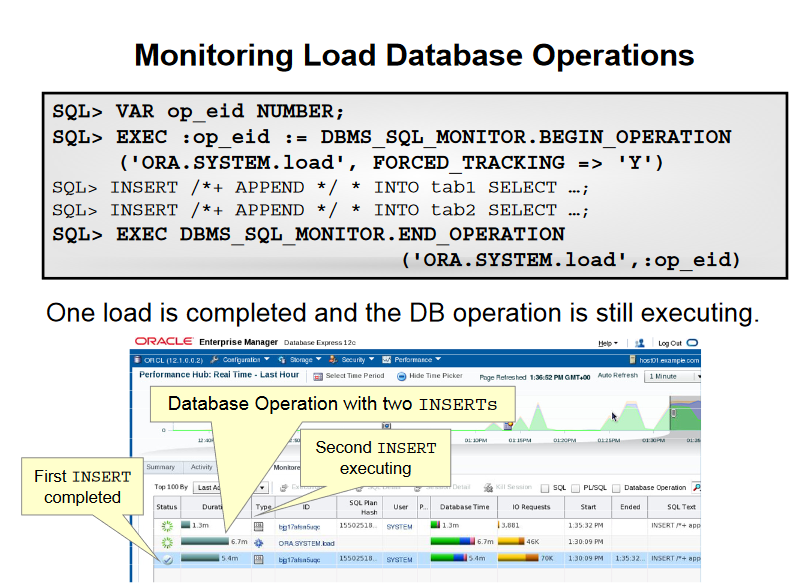 Monitoring Load Database Operations
SQL> VAR op_eid NUMBER;
SQL> EXEC :op_eid := DBMS_SQL_MONITOR.BEGIN_OPERATION
('ORA.SYSTEM.load', FORCED_TRACKING => 'Y')
SQL> INSERT /*+ APPEND */ * INTO tab1 SELECT …;
SQL> INSERT /*+ APPEND */ * INTO tab2 SELECT …;
SQL> EXEC DBMS_SQL_MONITOR.END_OPERATION
('ORA.SYSTEM.load',:op_eid)
One load is completed and the DB operation is still executing.
ORACLE Enterprise Manager Database Express 12c
Help
Log Out
ORCL (12.1.0.0.2) Configuration Storage Security Performance
host01.example.com
Performance Hub: Real Time - Last Hour
Select Time Period
Hide Time Picker
Page Refreshed 1:36:52 PM GMT+00
Auto Refresh
1 Minute
Database Operation with two INSERTs
0
01:10PM 01:15PM 01:20PM 01:25PM 01:30PM
Second INSERT
executing
First INSERT
completed
Summary Activity
Top 100 By
Kill Session
SQL PL/SQL Database Operation
Status Type ID SQL Plan Hash User P... Database Time IO Requests Start Ended SQL Text
1.3m 15502518... SYSTEM 1.3m 3,881 1:35:32 PM INSERT /*+ app
6.7m ORA.SYSTEM.load 6.7m 46K 1:30:09 PM
5.4m 15502518... SYSTEM 5.4m 70K 1:30:09 PM 1:35:32... INSERT /*+ app